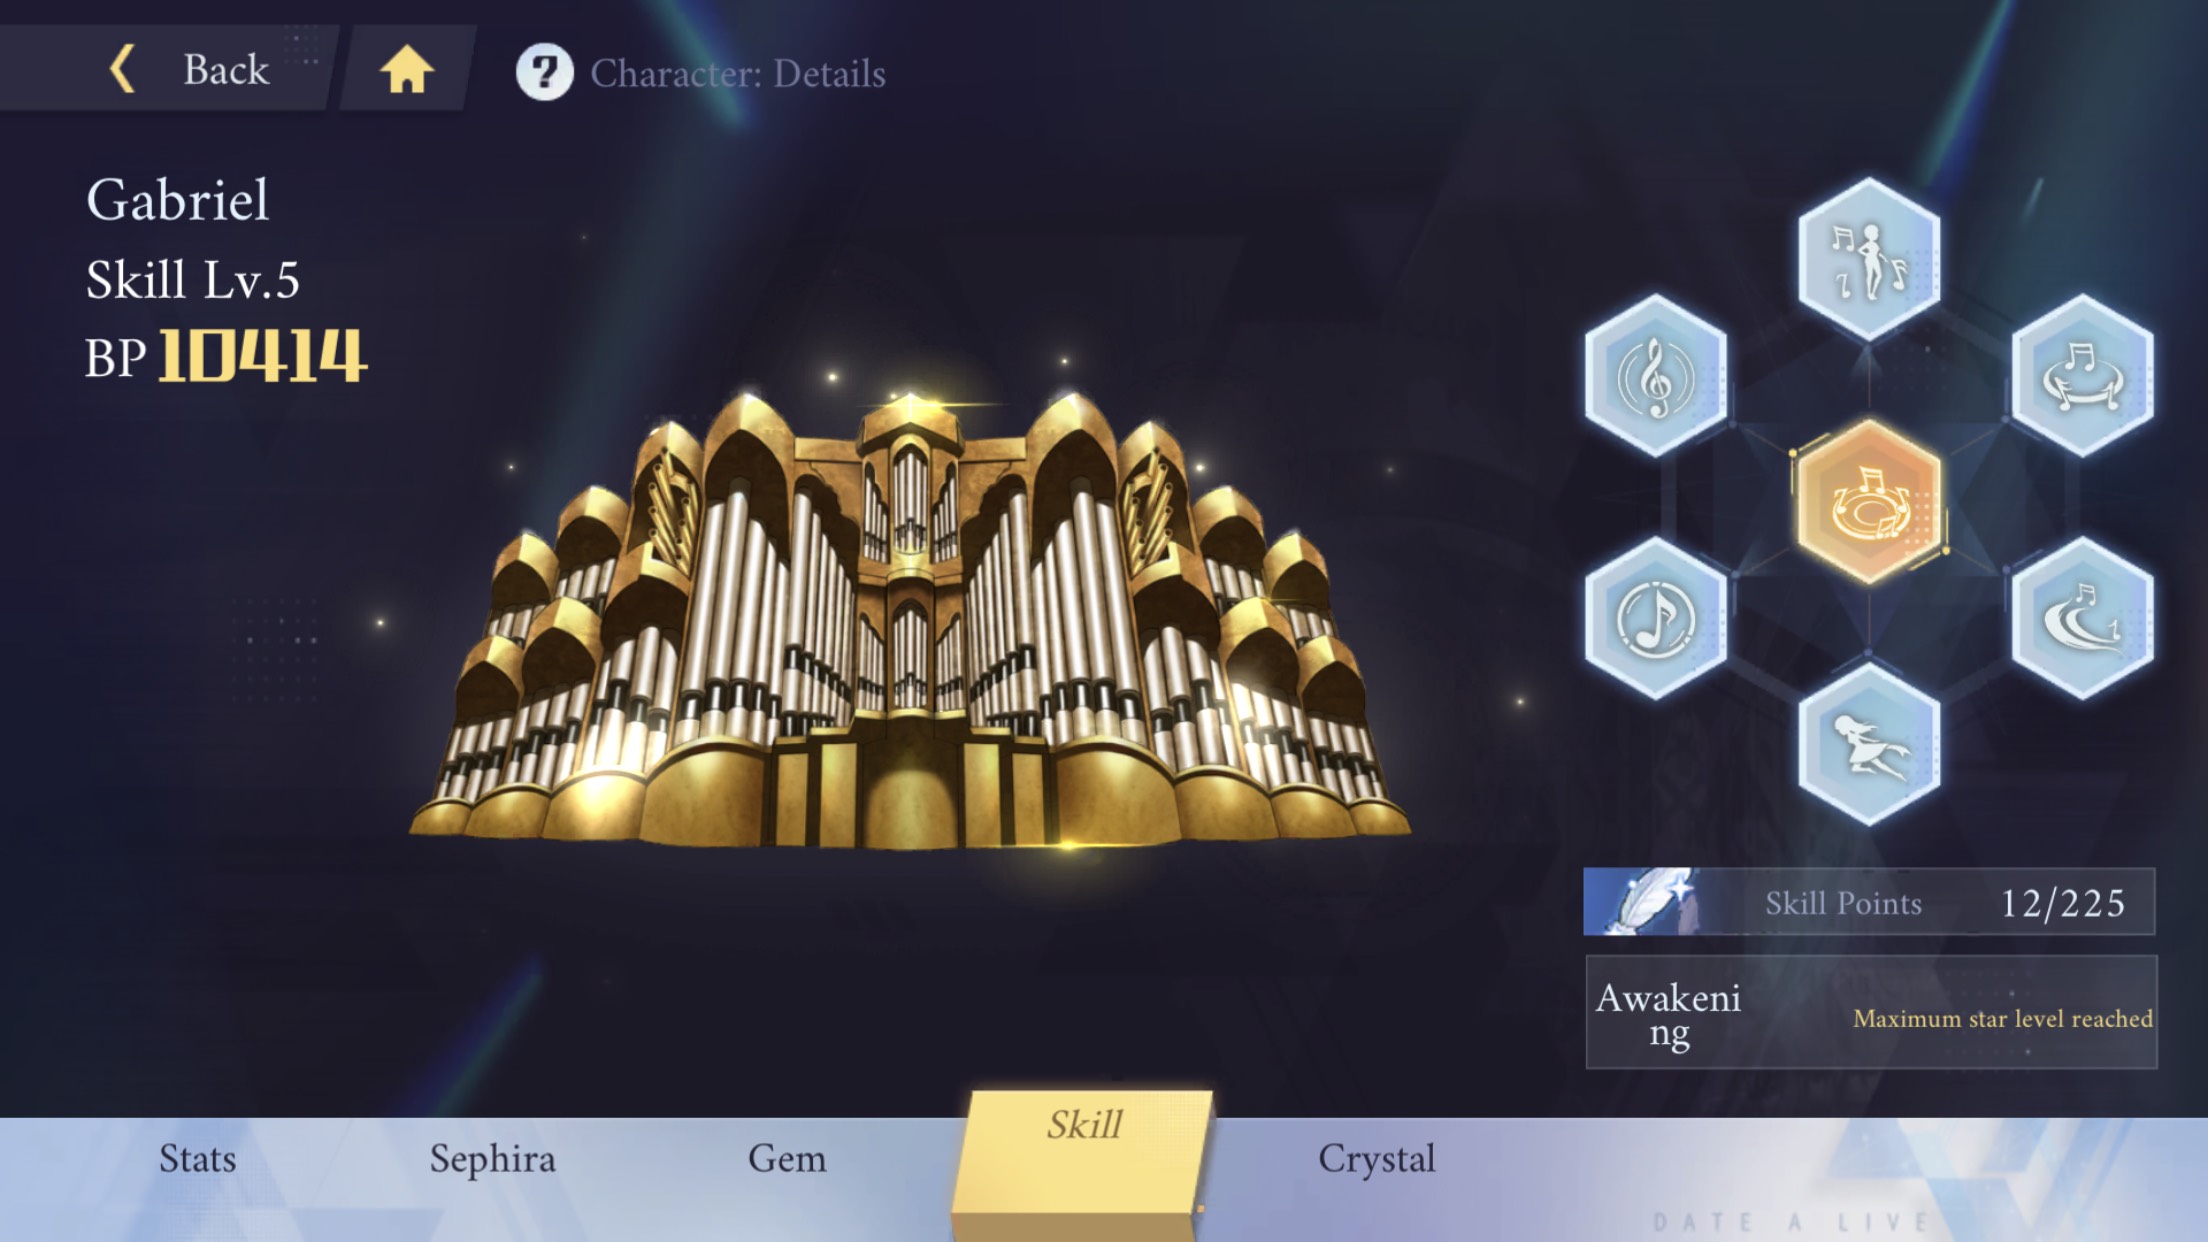 Back
? Character: Details
Gabriel
Skill Lv.5
BP 10414
Skill Points 12/225
Awakeni
ng
Maximum star level reached
Stats
Sephira
Gem
Skill
Crystal
DATE A LIVE